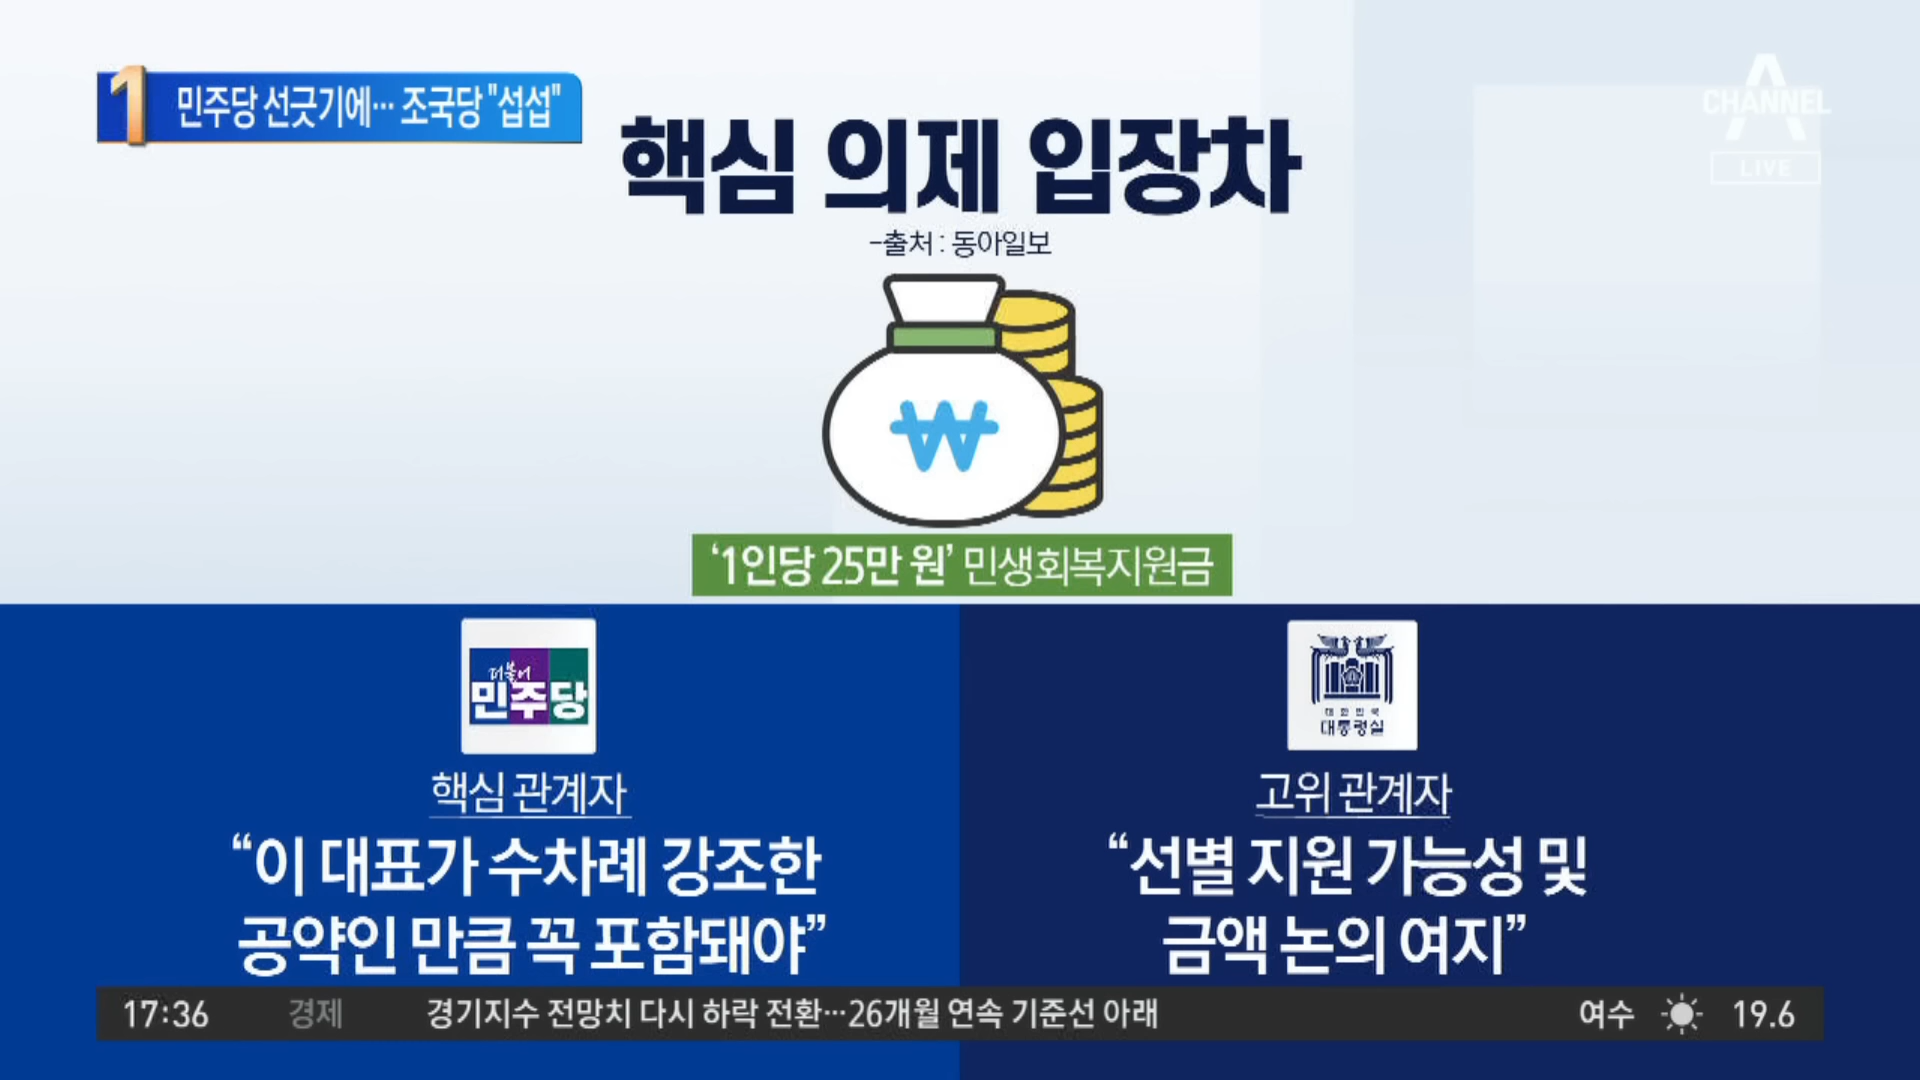 1 민주당 선긋기에… 조국당 "섭섭"
CHANNEL A
LIVE
핵심 의제 입장차
-출처 : 동아일보
₩
‘1인당 25만 원’ 민생회복지원금
더불어
민주당
핵심 관계자
“이 대표가 수차례 강조한
공약인 만큼 꼭 포함돼야”
대한민국
대통령실
고위 관계자
“선별 지원 가능성 및
금액 논의 여지”
17:36 경제 경기지수 전망치 다시 하락 전환…26개월 연속 기준선 아래 여수 19.6